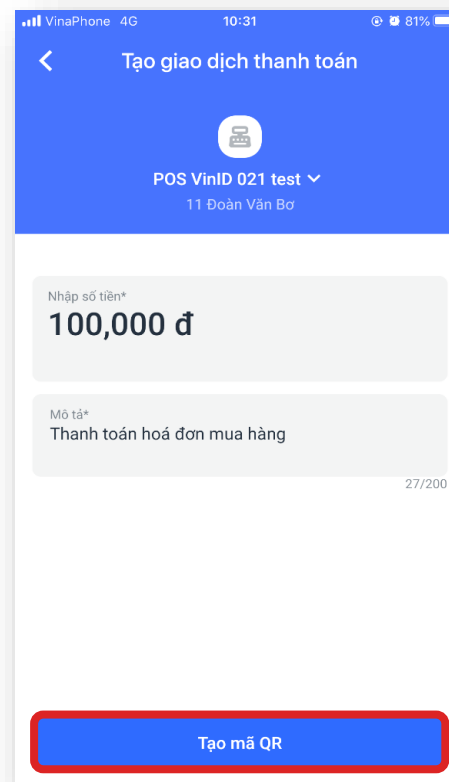 VinaPhone 4G 10:31 81%
Tạo giao dịch thanh toán
POS VinID 021 test
11 Đoàn Văn Bơ
Nhập số tiền*
100,000 đ
Mô tả*
Thanh toán hoá đơn mua hàng
27/200
Tạo mã QR